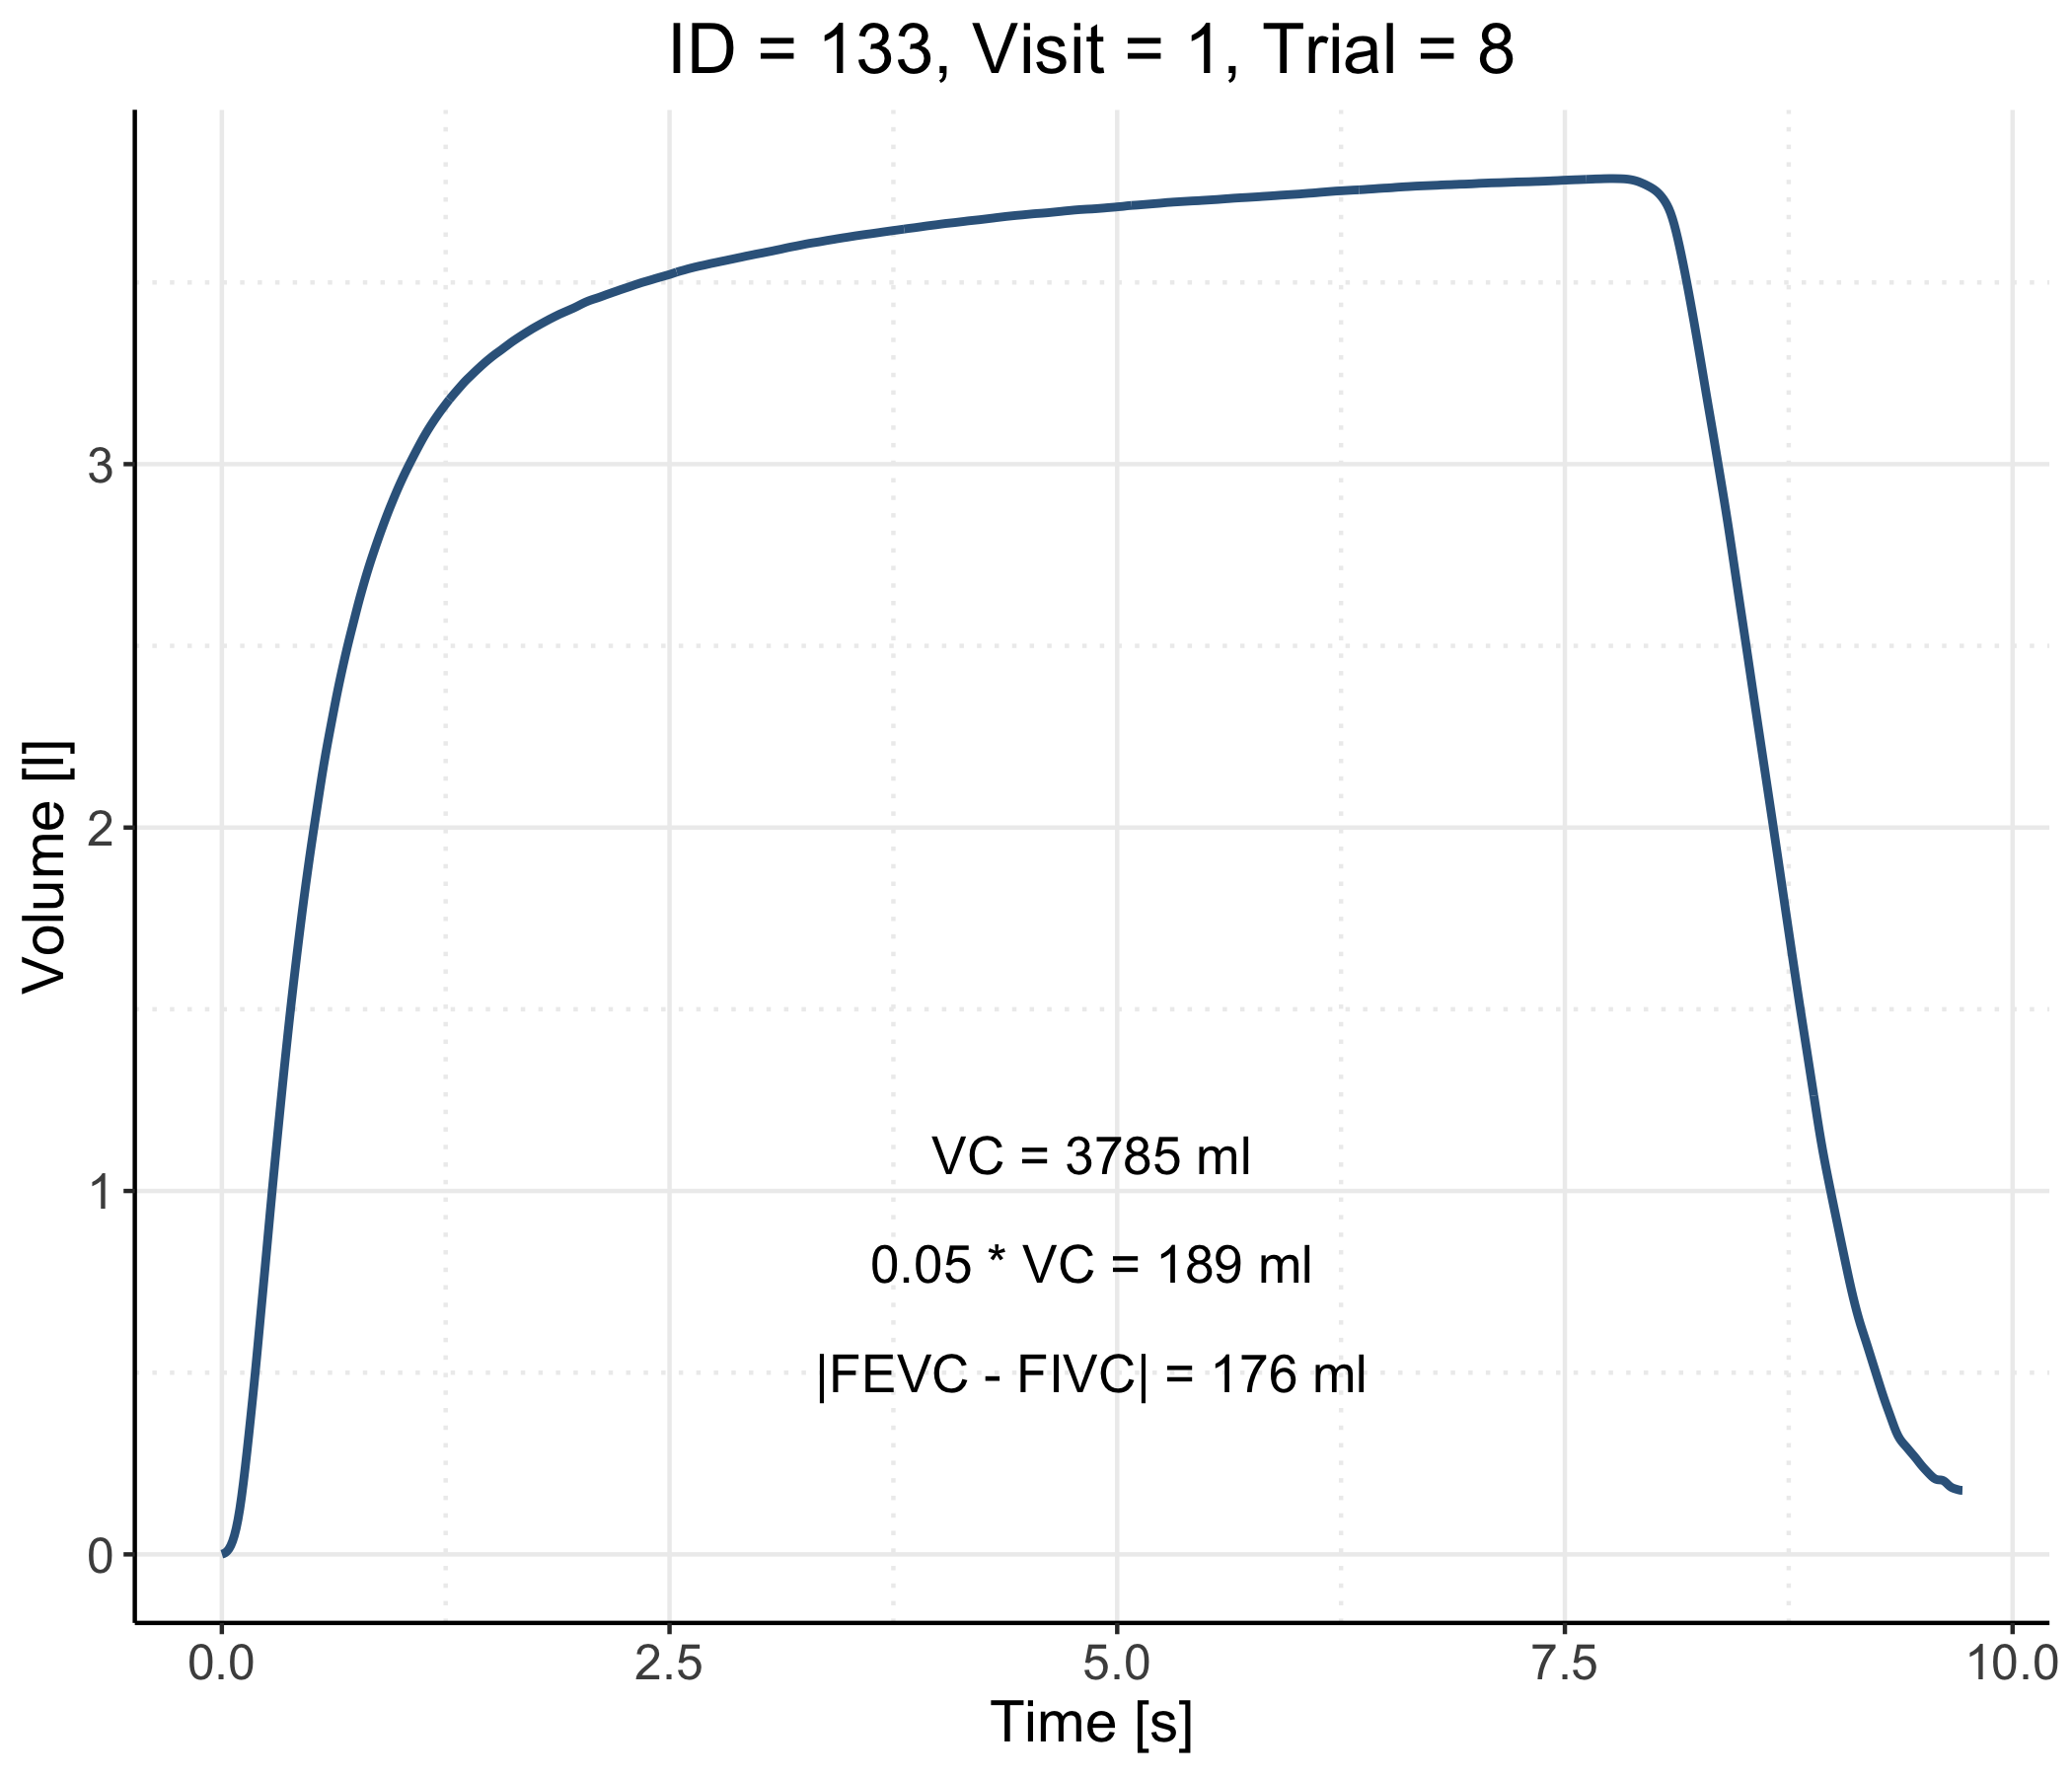 ID = 133, Visit = 1, Trial = 8
Volume [l]
3
2
1
0
VC = 3785 ml
0.05 * VC = 189 ml
|FEVC - FIVC| = 176 ml
0.0 2.5 5.0 7.5 10.0
Time [s]